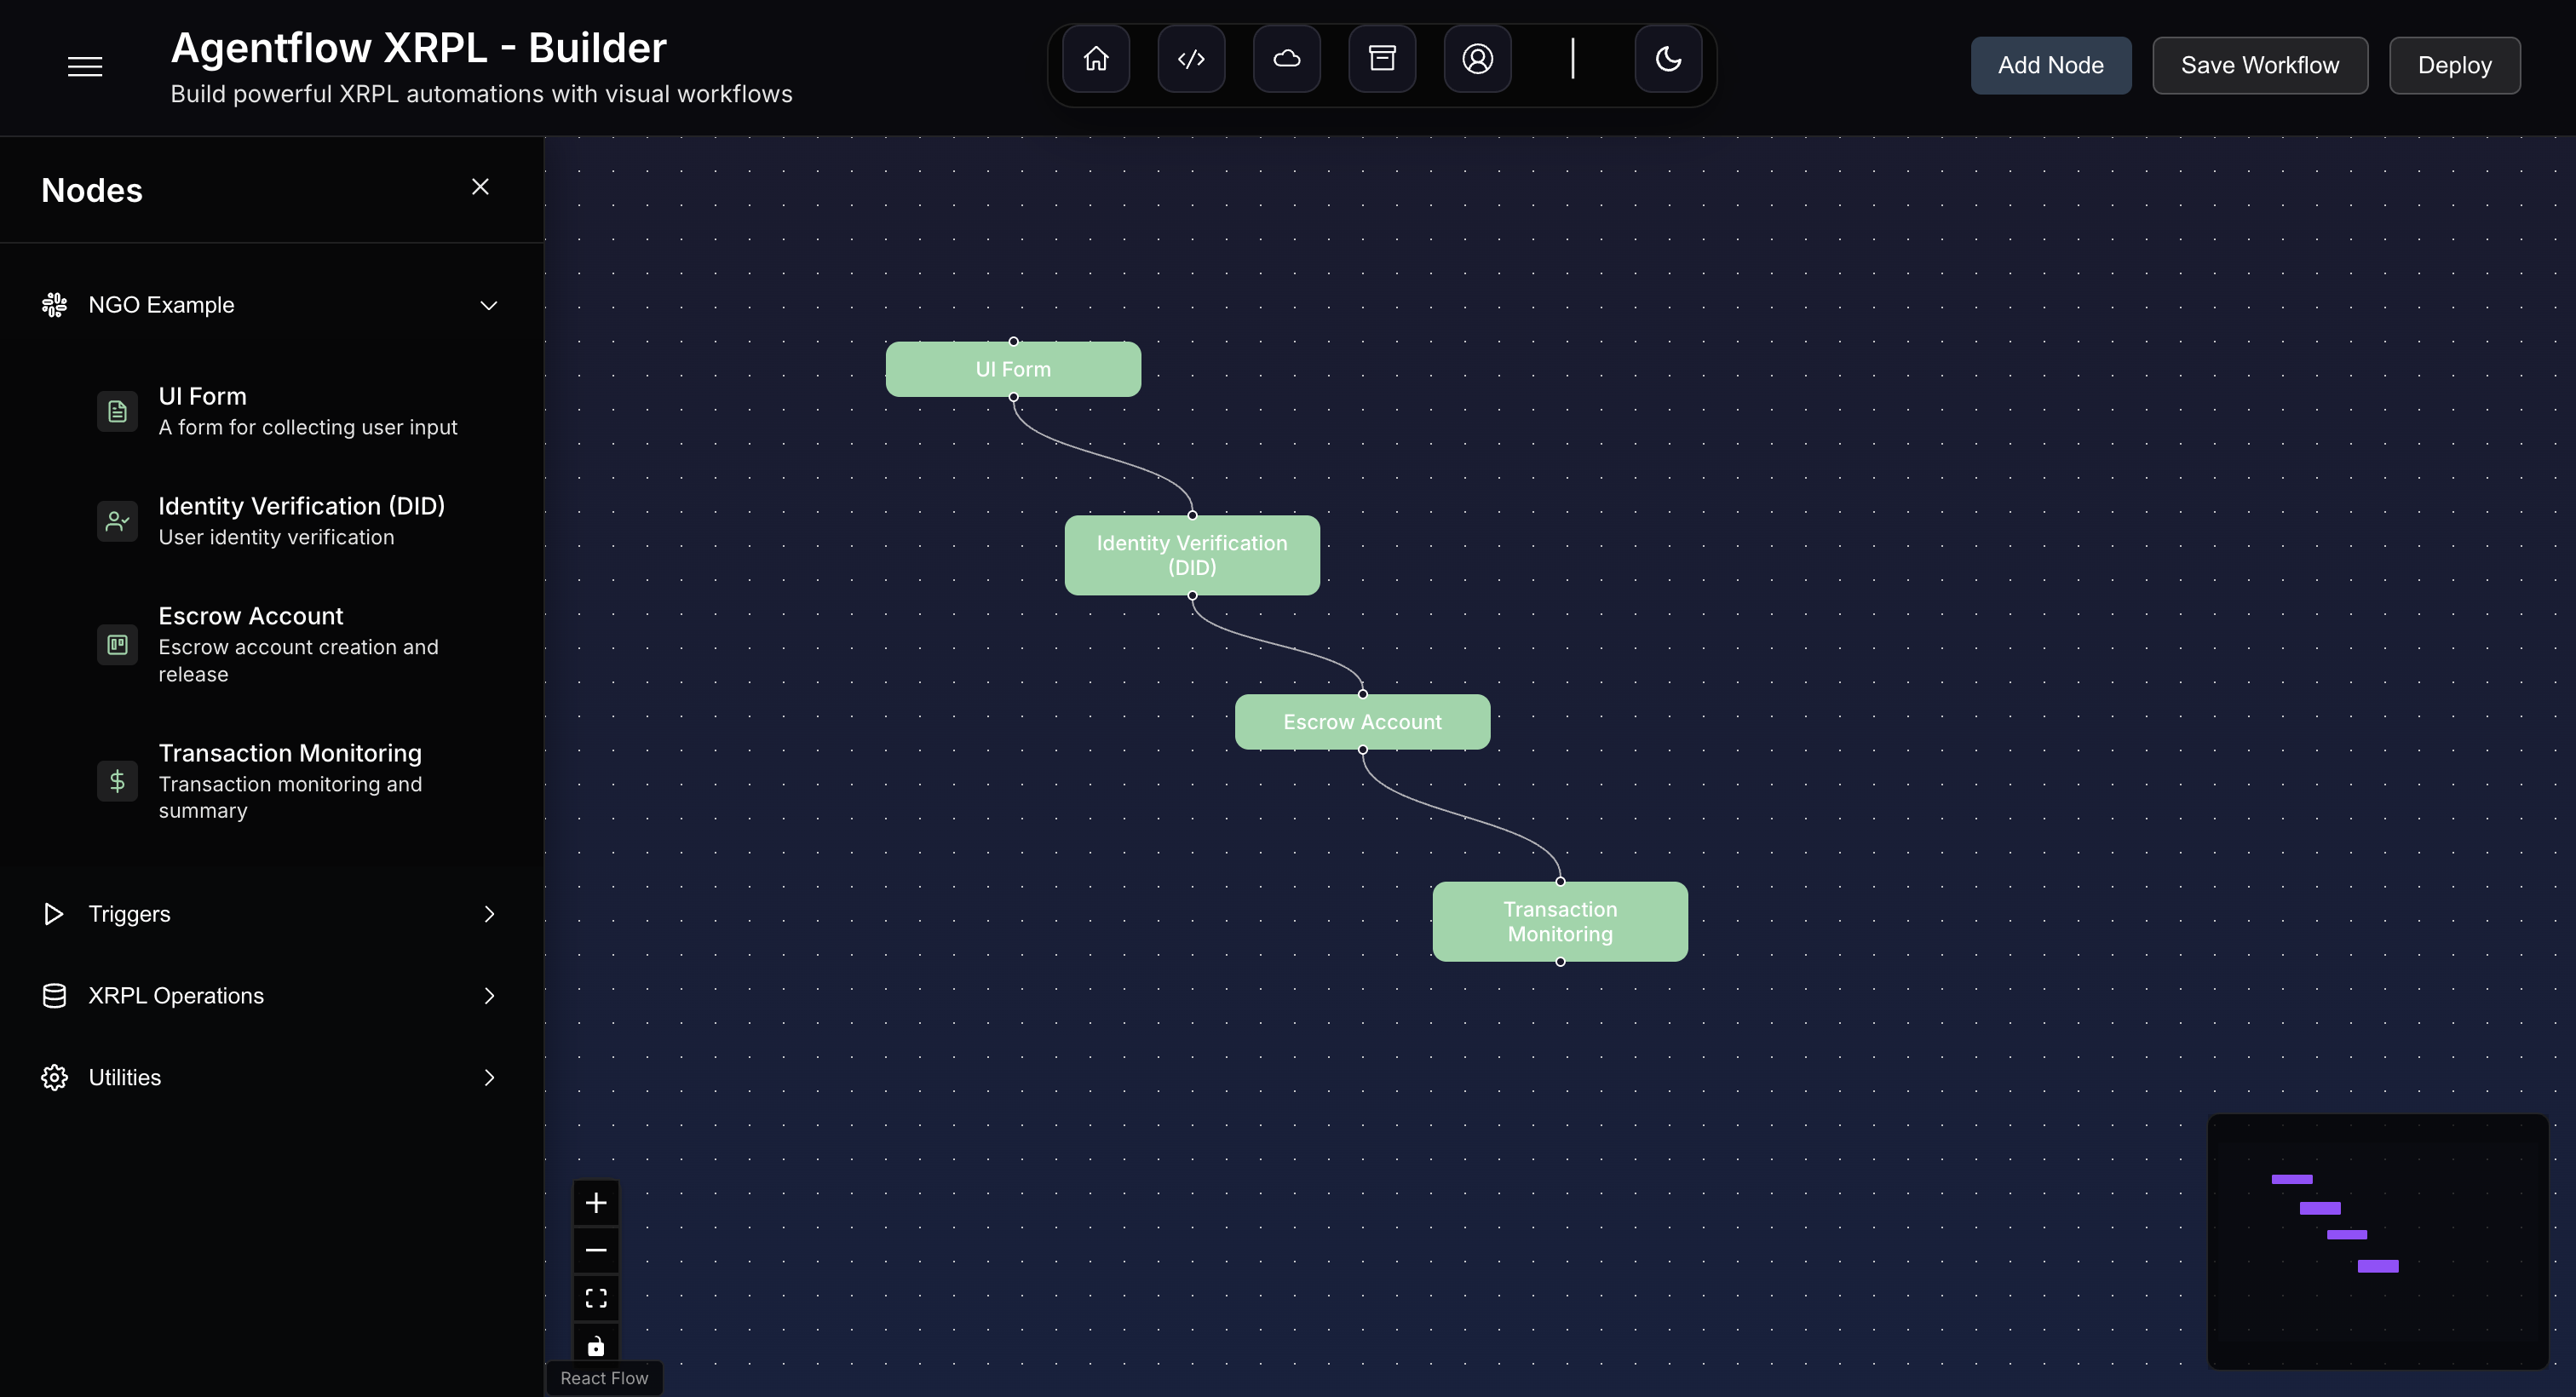 Agentflow XRPL - Builder
Build powerful XRPL automations with visual workflows
Add Node
Save Workflow
Deploy
Nodes
NGO Example
UI Form
A form for collecting user input
Identity Verification (DID)
User identity verification
Escrow Account
Escrow account creation and
release
Transaction Monitoring
Transaction monitoring and
summary
Triggers
XRPL Operations
Utilities
UI Form
Identity Verification
(DID)
Escrow Account
Transaction
Monitoring
React Flow